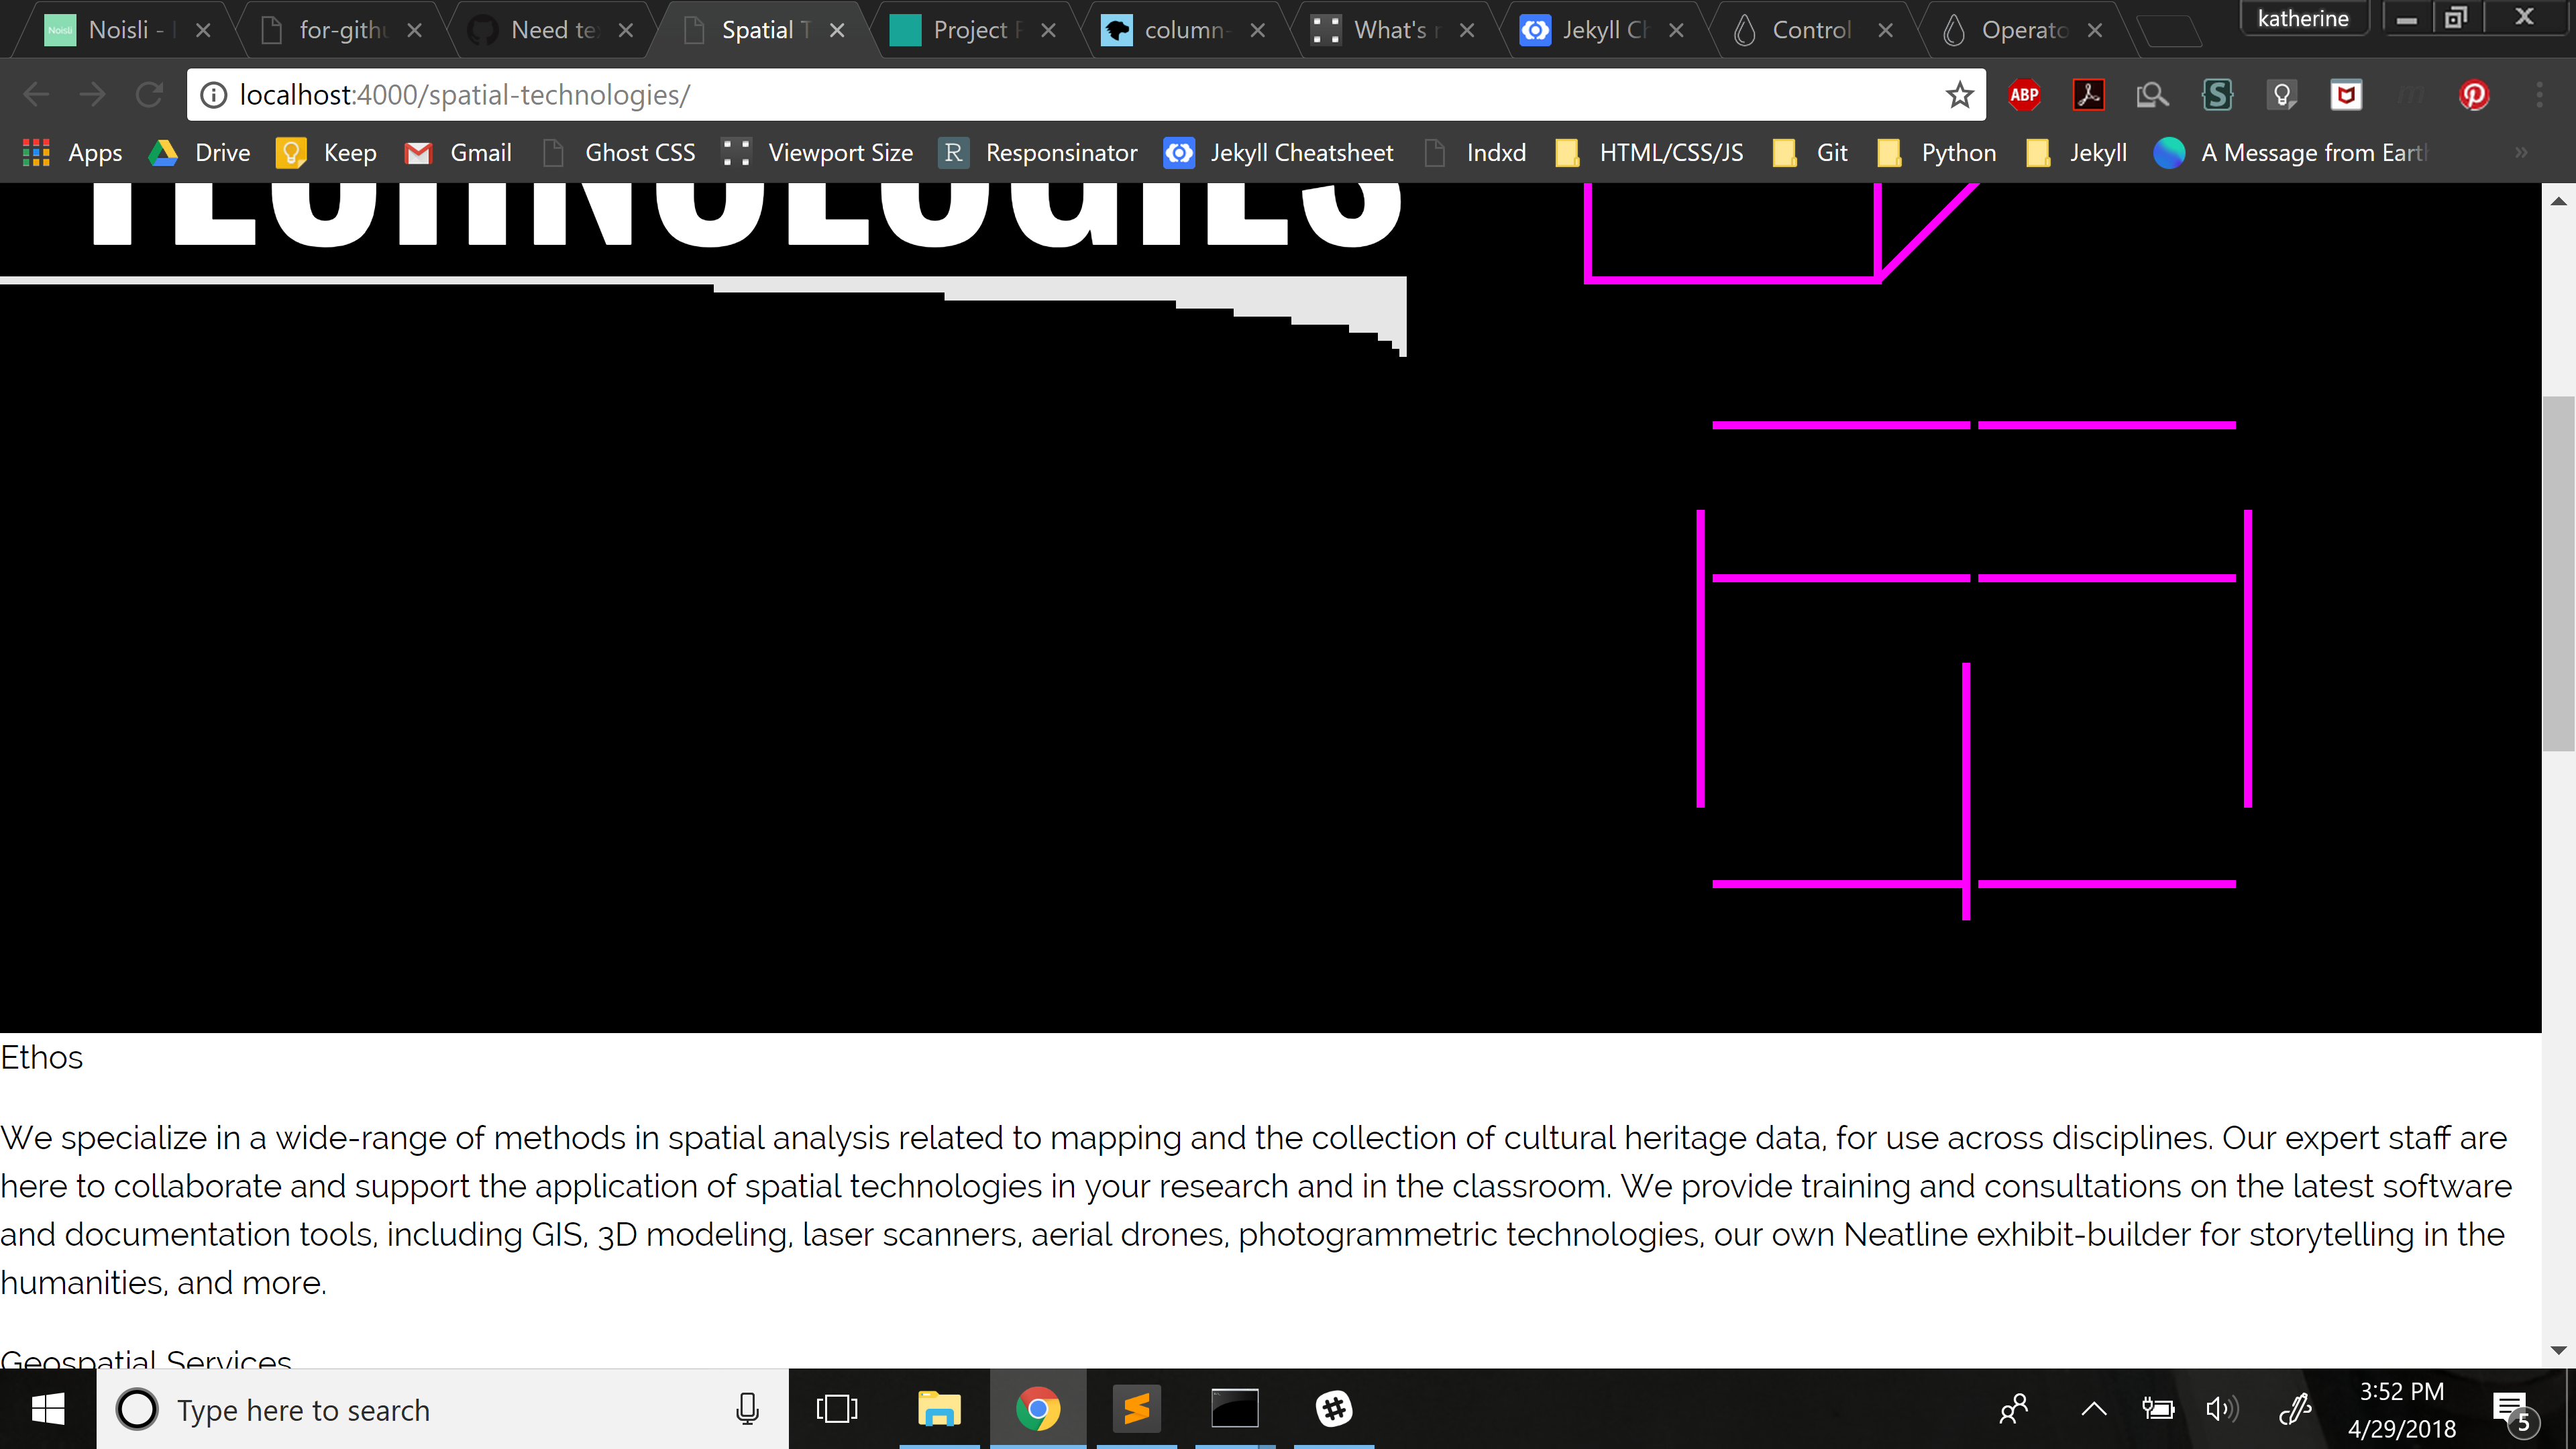 Noisli -
for-githu
Need te
Spatial T
Project P
column-
What's r
Jekyll Ch
Control
Operato
katherine
localhost:4000/spatial-technologies/
ABP
Apps
Drive
Keep
Gmail
Ghost CSS
Viewport Size
R
Responsinator
Jekyll Cheatsheet
Indxd
HTML/CSS/JS
Git
Python
Jekyll
A Message from Earth
»
TECHNOLOGIES
Ethos
We specialize in a wide-range of methods in spatial analysis related to mapping and the collection of cultural heritage data, for use across disciplines. Our expert staff are
here to collaborate and support the application of spatial technologies in your research and in the classroom. We provide training and consultations on the latest software
and documentation tools, including GIS, 3D modeling, laser scanners, aerial drones, photogrammetric technologies, our own Neatline exhibit-builder for storytelling in the
humanities, and more.
Geospatial Services
Type here to search
3:52 PM
4/29/2018
5